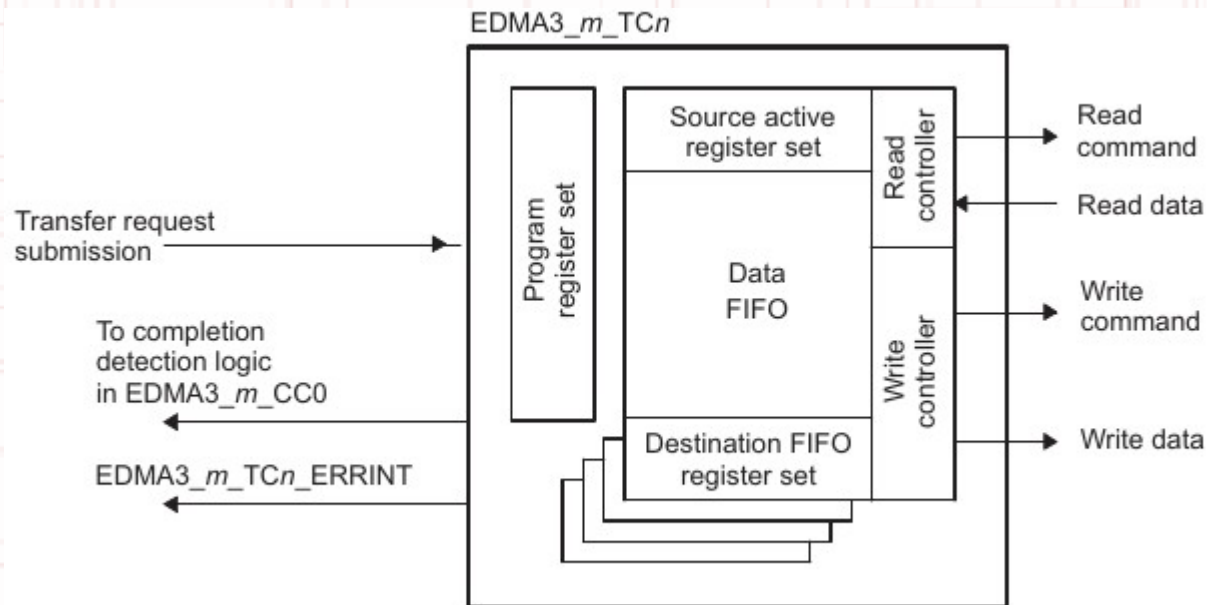 EDMA3_m_TCn
Transfer request
submission
To completion
detection logic
in EDMA3_m_CC0
EDMA3_m_TCn_ERRINT
Program
register set
Source active
register set
Data
FIFO
Destination FIFO
register set
Read
controller
Write
controller
Read
command
Read data
Write
command
Write data